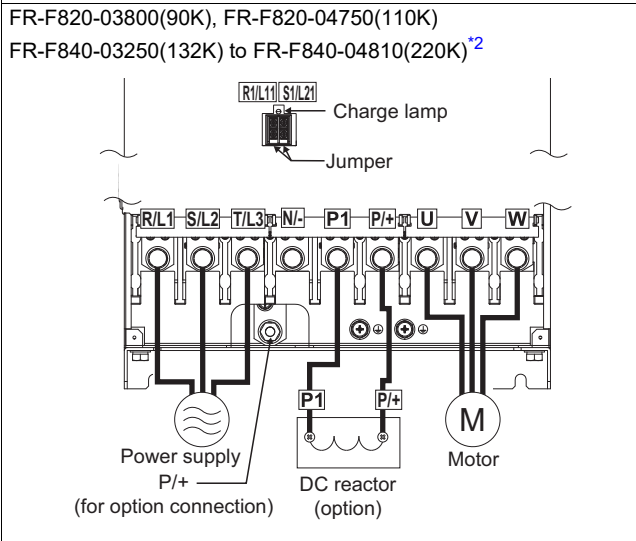 FR-F820-03800(90K), FR-F820-04750(110K)
FR-F840-03250(132K) to FR-F840-04810(220K)*2
R1/L11 S1/L21
Charge lamp
Jumper
R/L1 S/L2 T/L3 N/- P1 P/+ U V W
P1 P/+
M
Power supply
Motor
P/+
(for option connection)
DC reactor
(option)